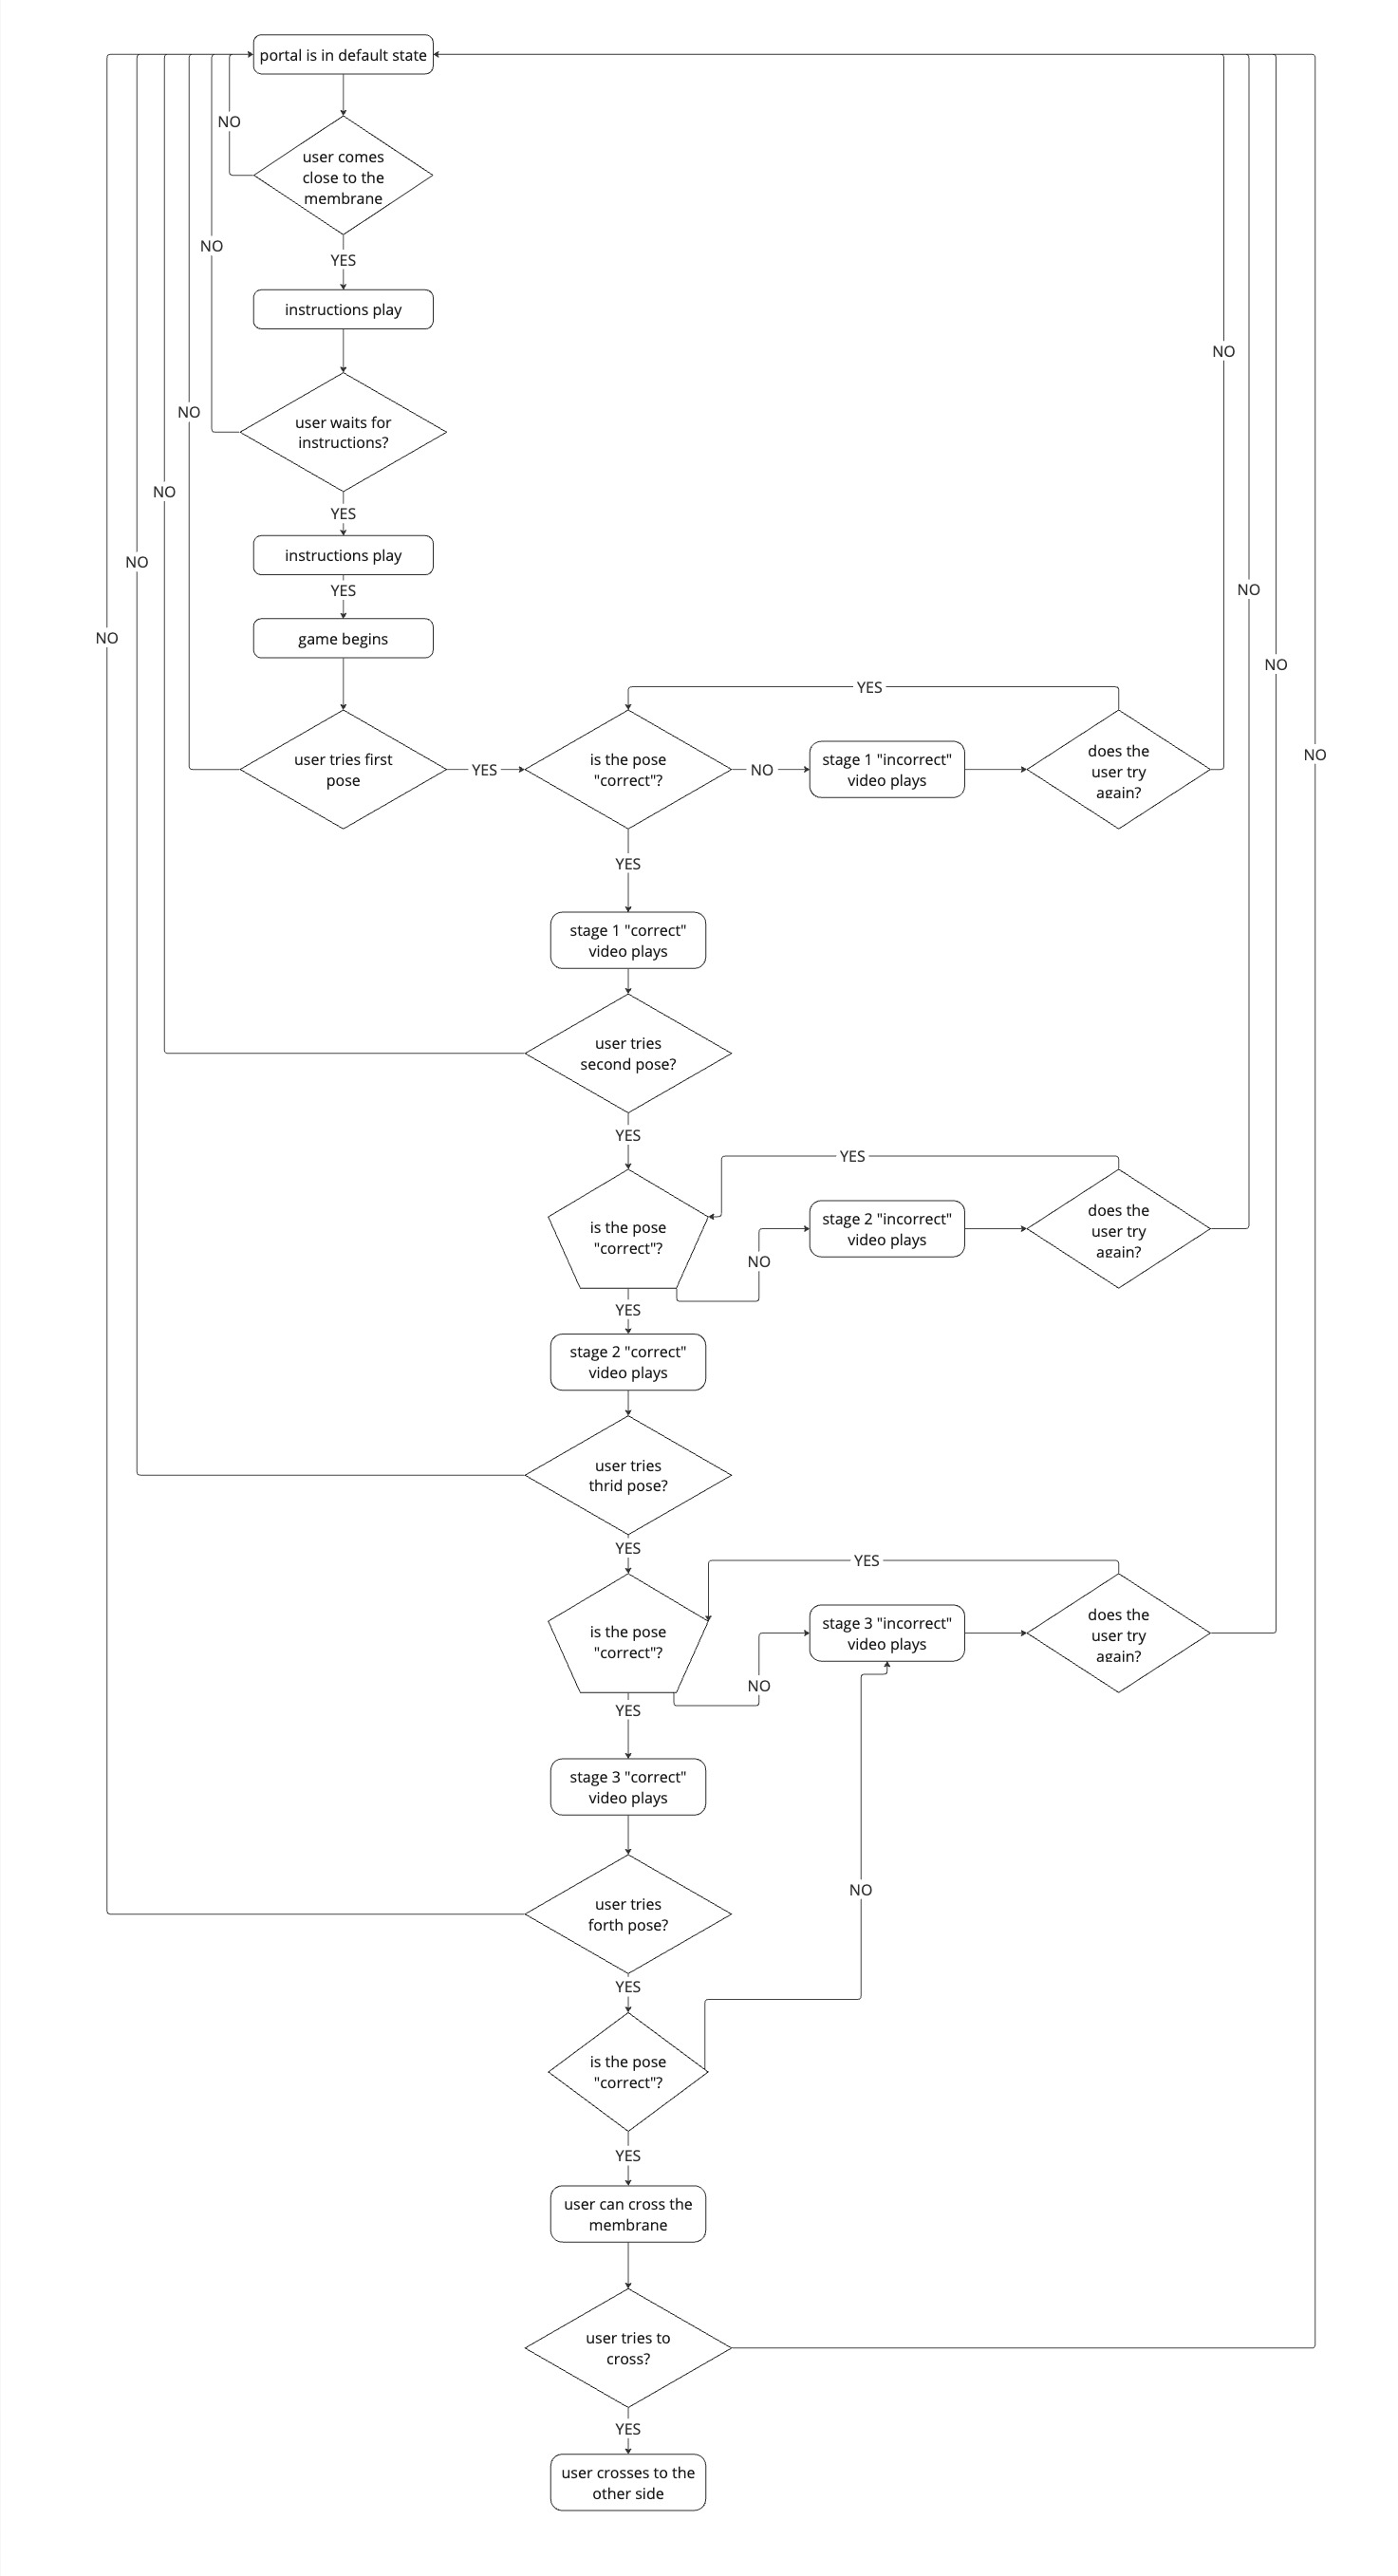 portal is in default state
NO
user comes
close to the
membrane
NO
YES
instructions play
NO
NO
user waits for
instructions?
NO
YES
instructions play
NO
NO
YES
game begins
NO
NO
YES
user tries first
pose
YES
is the pose
"correct"?
NO
stage 1 "incorrect"
video plays
does the
user try
again?
NO
YES
stage 1 "correct"
video plays
user tries
second pose?
YES
YES
is the pose
"correct"?
NO
stage 2 "incorrect"
video plays
does the
user try
again?
YES
stage 2 "correct"
video plays
user tries
thrid pose?
YES
YES
is the pose
"correct"?
NO
stage 3 "incorrect"
video plays
does the
user try
again?
YES
stage 3 "correct"
video plays
NO
user tries
forth pose?
YES
is the pose
"correct"?
YES
user can cross the
membrane
user tries to
cross?
YES
user crosses to the
other side